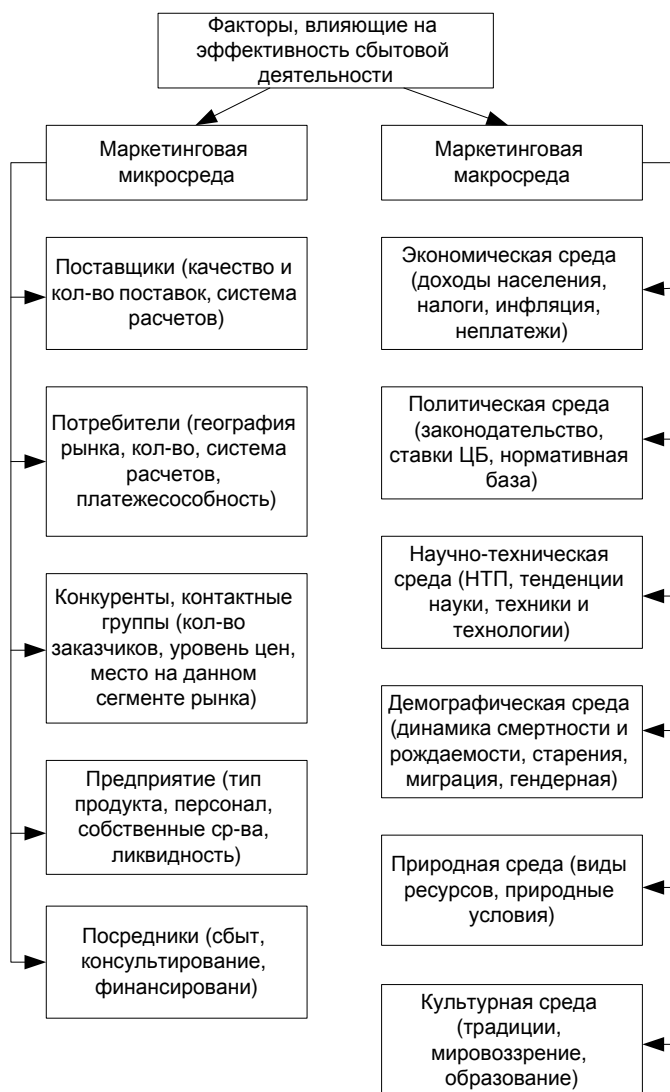 Факторы, влияющие на
эффективность сбытовой
деятельности
Маркетинговая
микросреда
Поставщики (качество и
кол-во поставок, система
расчетов)
Потребители (география
рынка, кол-во, система
расчетов,
платежесособность)
Конкуренты, контактные
группы (кол-во
заказчиков, уровень цен,
место на данном
сегменте рынка)
Предприятие (тип
продукта, персонал,
собственные ср-ва,
ликвидность)
Посредники (сбыт,
консультирование,
финансировани)
Маркетинговая
макросреда
Экономическая среда
(доходы населения,
налоги, инфляция,
неплатежи)
Политическая среда
(законодательство,
ставки ЦБ, нормативная
база)
Научно-техническая
среда (НТП, тенденции
науки, техники и
технологии)
Демографическая среда
(динамика смертности и
рождаемости, старения,
миграция, гендерная)
Природная среда (виды
ресурсов, природные
условия)
Культурная среда
(традиции,
мировоззрение,
образование)